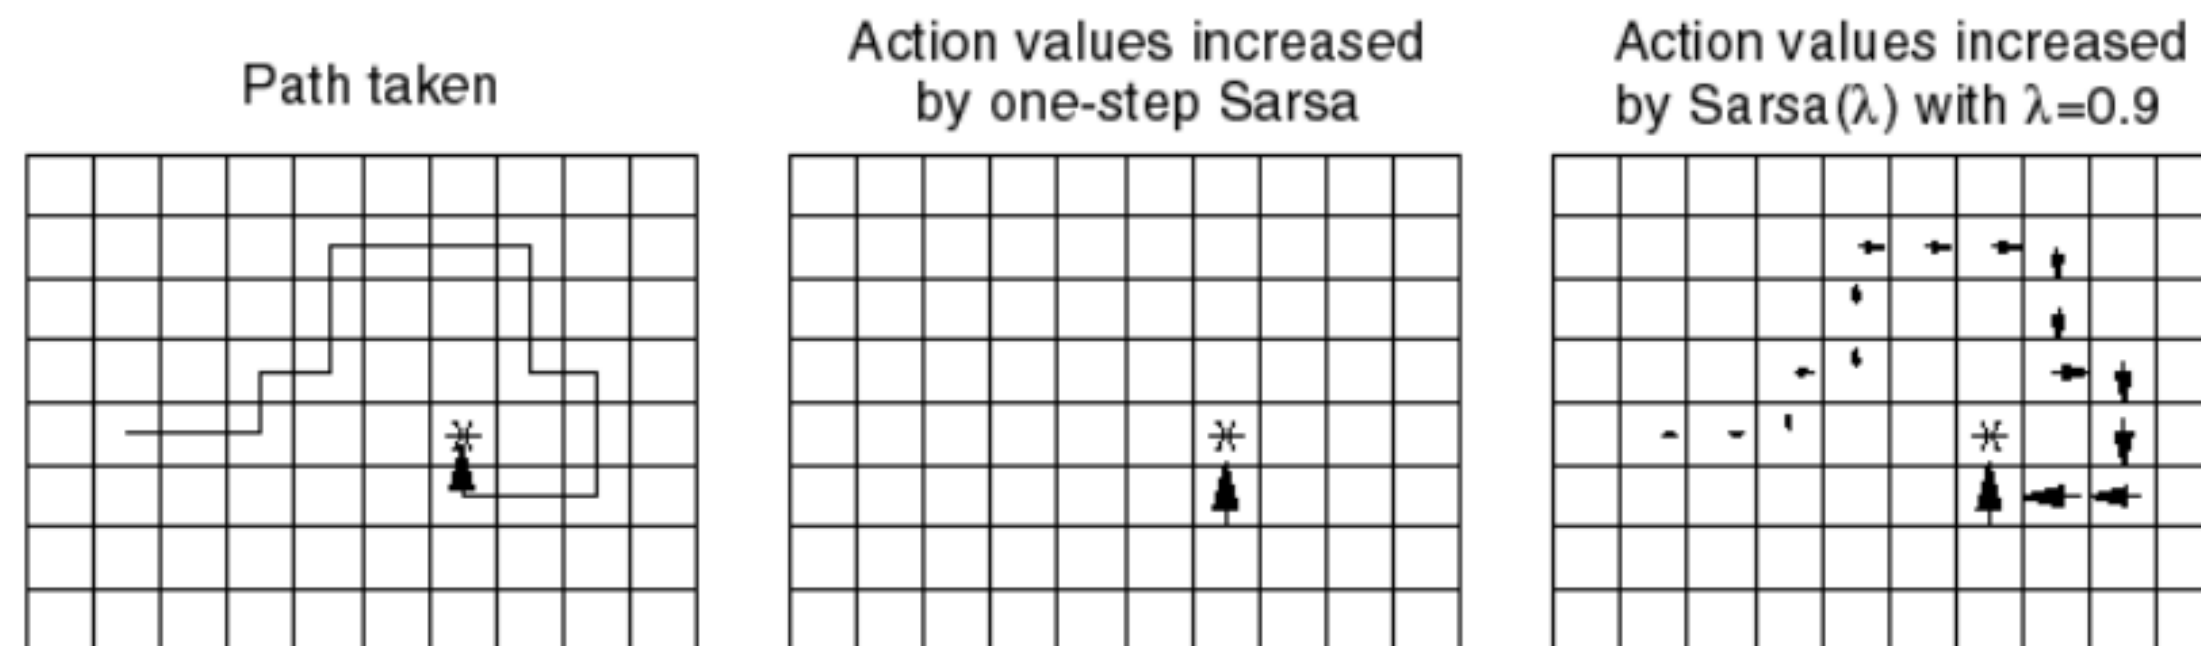 Path taken
Action values increased
by one-step Sarsa
Action values increased
by Sarsa(λ) with λ=0.9